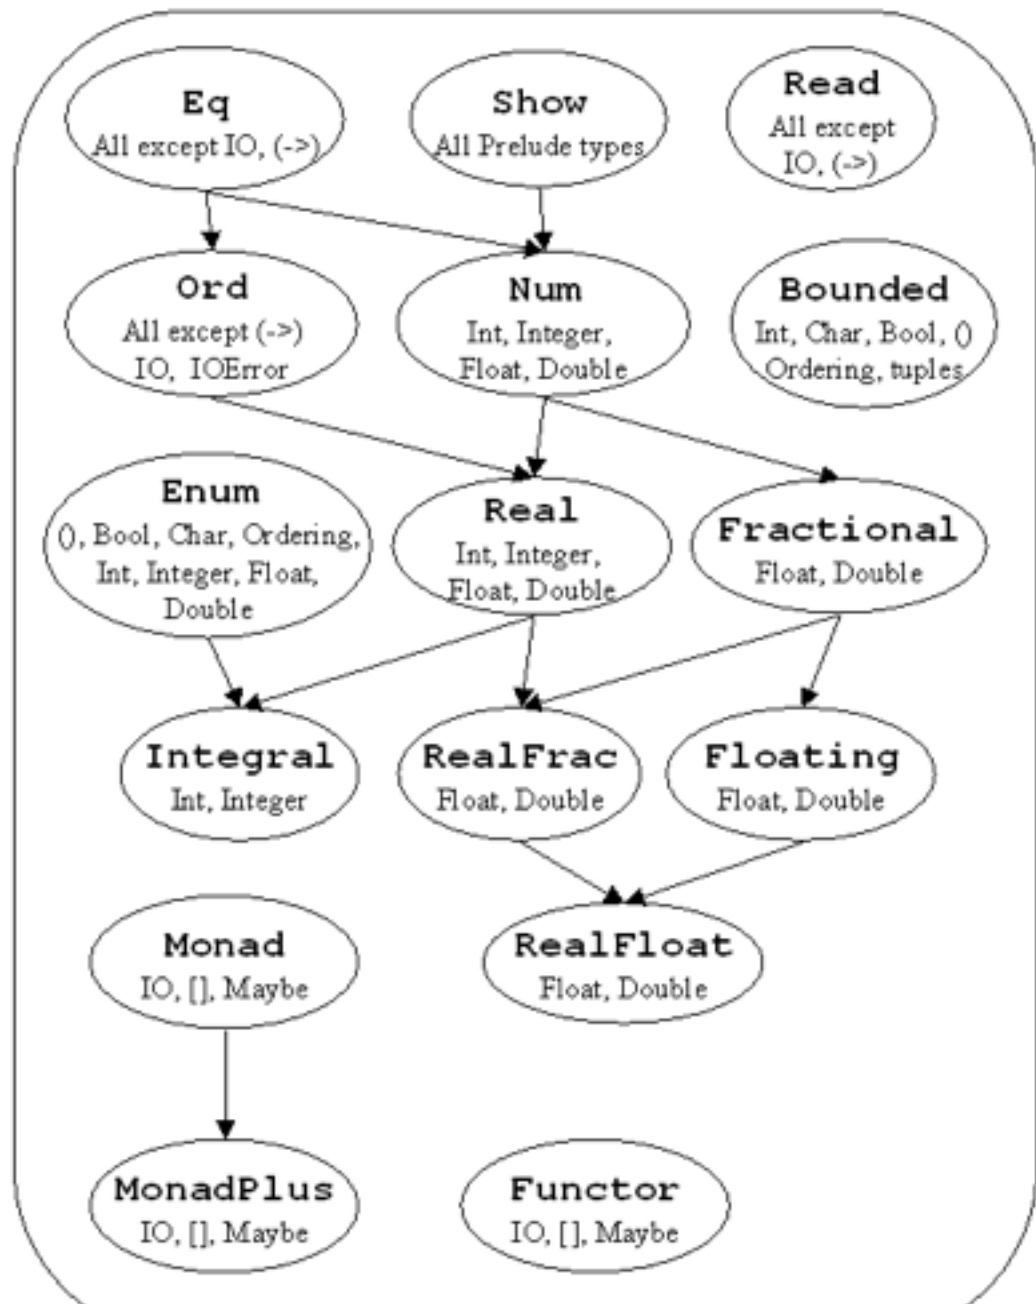 Eq
All except IO, (->)
Show
All Prelude types
Read
All except
IO, (->)
Ord
All except (->)
IO, IOError
Num
Int, Integer,
Float, Double
Bounded
Int, Char, Bool, ()
Ordering, tuples
Enum
(), Bool, Char, Ordering,
Int, Integer, Float,
Double
Real
Int, Integer,
Float, Double
Fractional
Float, Double
Integral
Int, Integer
RealFrac
Float, Double
Floating
Float, Double
Monad
IO, [], Maybe
RealFloat
Float, Double
MonadPlus
IO, [], Maybe
Functor
IO, [], Maybe